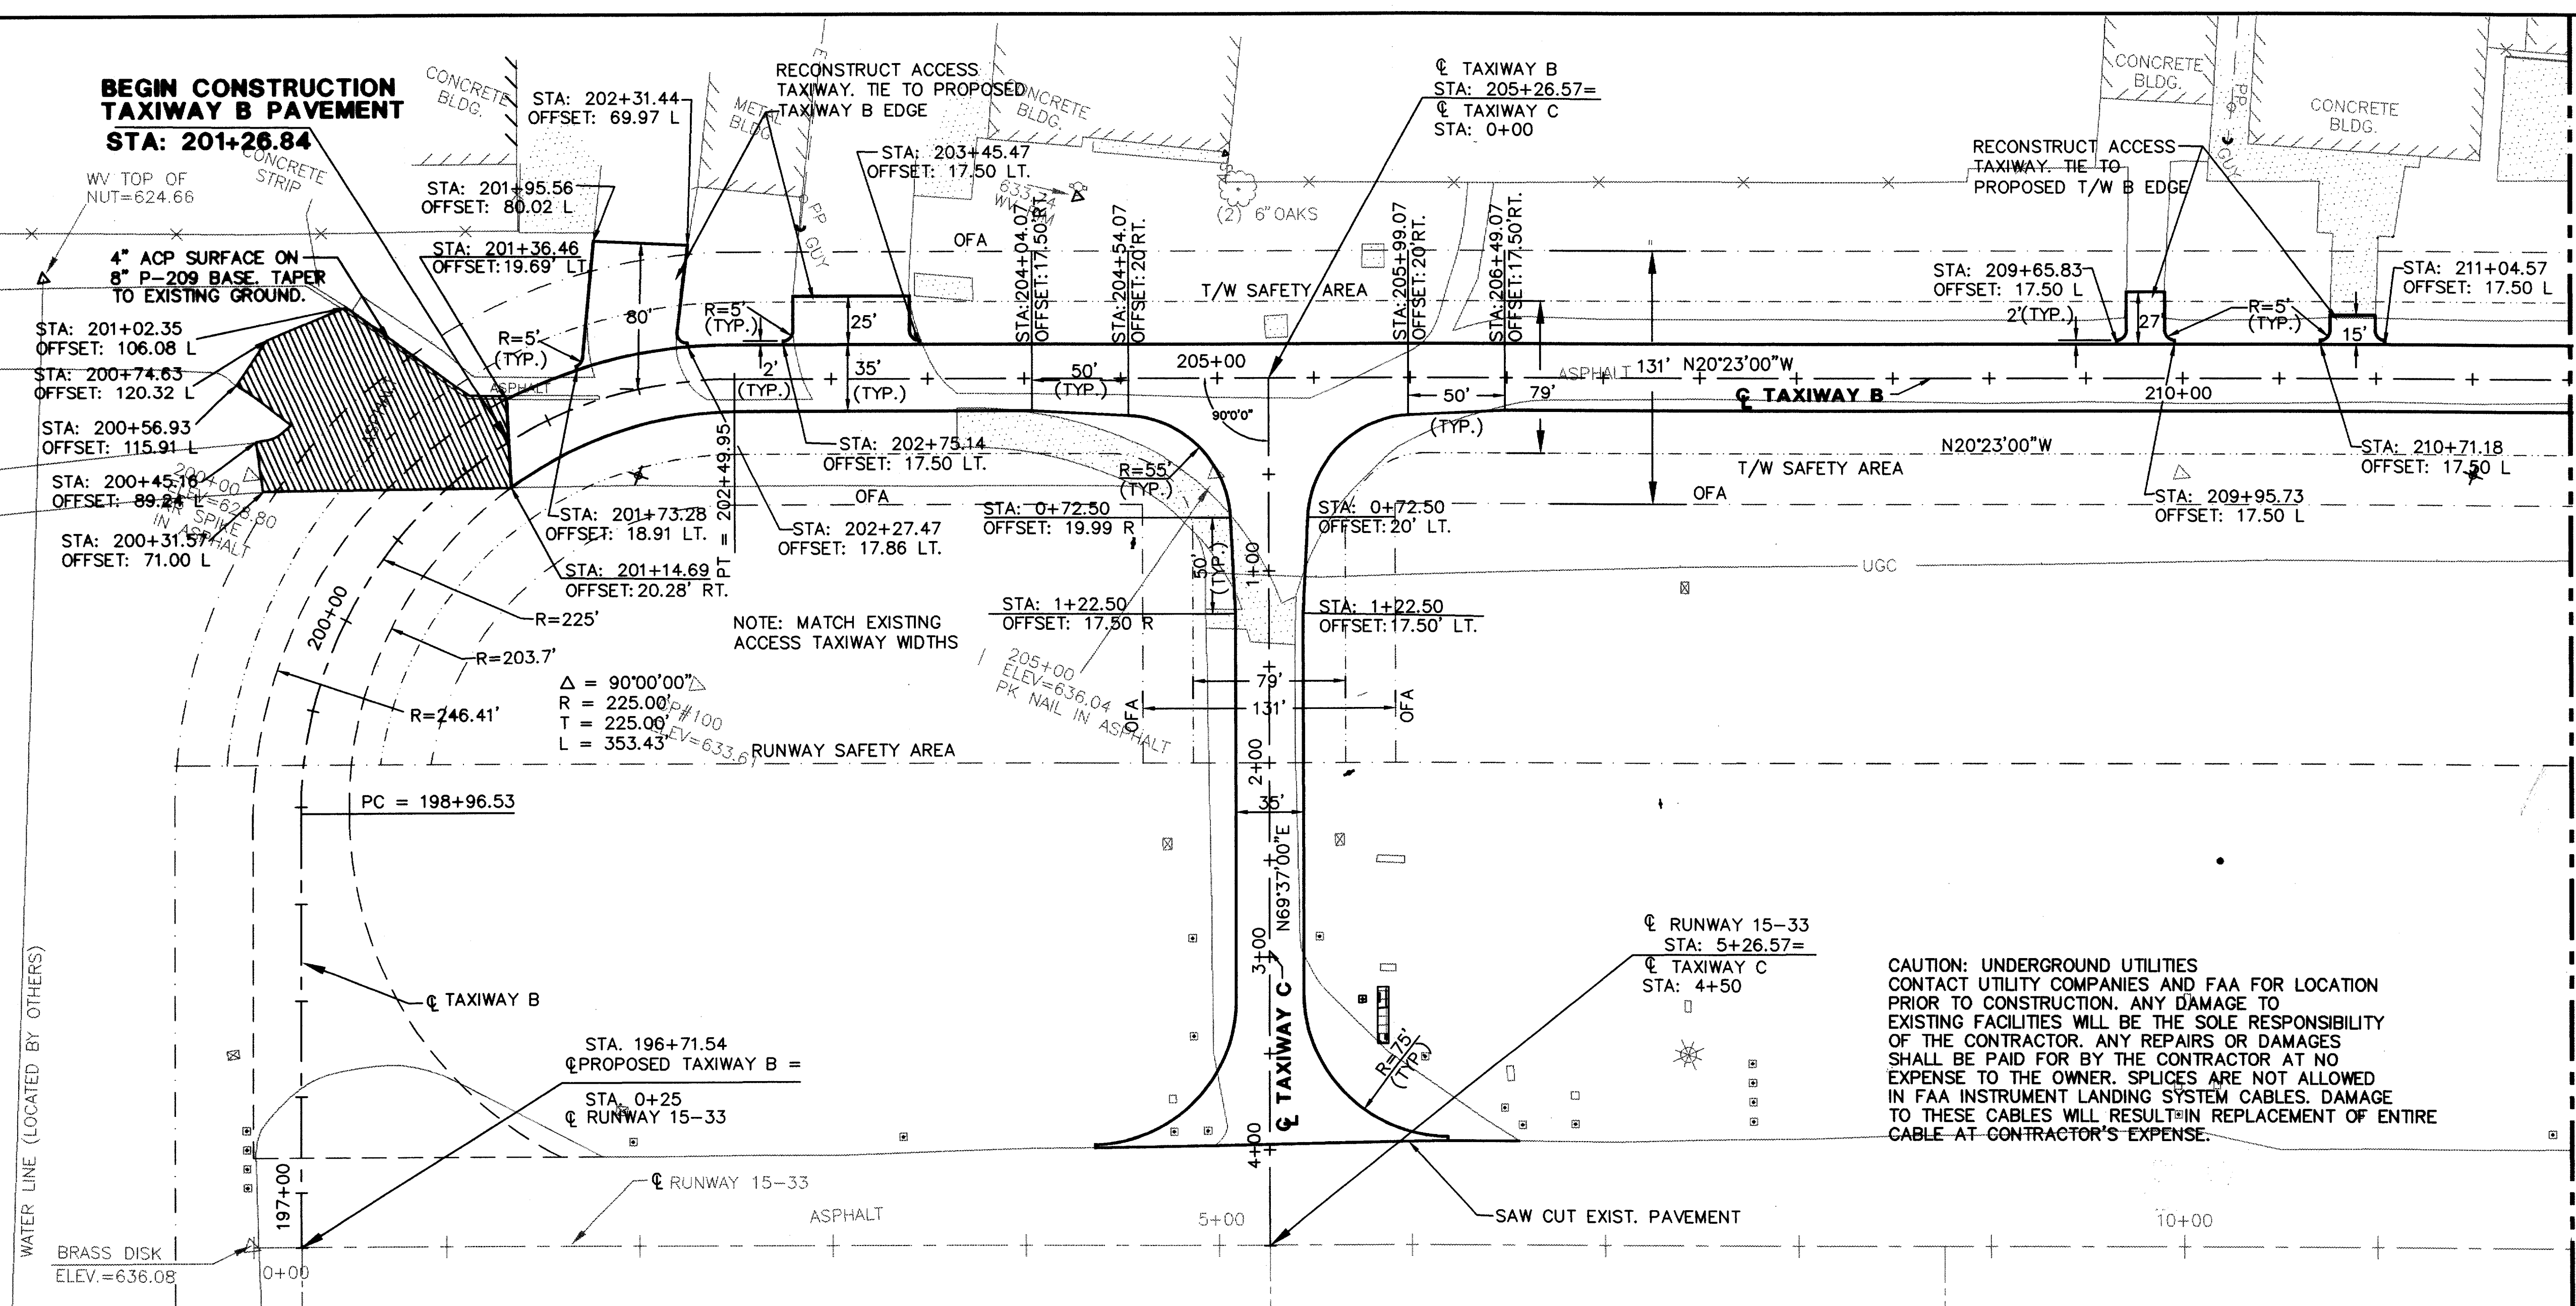 BEGIN CONSTRUCTION
TAXIWAY B PAVEMENT
STA: 201+26.84
CONCRETE
BLDG.
CONCRETE
STRIP
WV TOP OF
NUT=624.66
STA: 202+31.44
OFFSET: 69.97 L
METAL
BLDG
RECONSTRUCT ACCESS
TAXIWAY. TIE TO PROPOSED
TAXIWAY B EDGE
CONCRETE
BLDG.
E
PP
GUY
STA: 203+45.47
OFFSET: 17.50 LT.
STA: 201+95.56
OFFSET: 80.02 L
STA: 201+36.46
OFFSET: 19.69' LT
4" ACP SURFACE ON
8" P-209 BASE. TAPER
TO EXISTING GROUND.
STA: 201+02.35
OFFSET: 106.08 L
STA: 200+74.63
OFFSET: 120.32 L
STA: 200+56.93
OFFSET: 115.91 L
STA: 200+45.16
OFFSET: 89.24 L
STA: 200+31.57
OFFSET: 71.00 L
200+00
ELEV=628.80
SPIKE
IN ASPHALT
ASPHALT
ASPHALT
R=5'
(TYP.)
80'
R=5'
(TYP.)
25'
2'
(TYP.)
35'
(TYP.)
OFA
(2) 6" OAKS
STA:204+04.07
OFFSET:17.50'RT.
STA:204+54.07
OFFSET:20'RT.
50'
(TYP.)
℄ TAXIWAY B
STA: 205+26.57=
℄ TAXIWAY C
STA: 0+00
T/W SAFETY AREA
205+00
90°0'0"
STA:205+99.07
OFFSET:20'RT.
STA:206+49.07
OFFSET:17.50'RT.
50'
(TYP.)
79'
131'
ASPHALT
N20°23'00"W
℄ TAXIWAY B
210+00
N20°23'00"W
T/W SAFETY AREA
OFA
CONCRETE
BLDG.
PP
GUY
CONCRETE
BLDG.
RECONSTRUCT ACCESS
TAXIWAY. TIE TO
PROPOSED T/W B EDGE
STA: 209+65.83
OFFSET: 17.50 L
2'(TYP.)
27'
R=5'
(TYP.)
15'
STA: 211+04.57
OFFSET: 17.50 L
STA: 210+71.18
OFFSET: 17.50 L
STA: 209+95.73
OFFSET: 17.50 L
STA: 201+73.28
OFFSET: 18.91 LT.
STA: 201+14.69
OFFSET: 20.28' RT.
PT = 202+49.95
STA: 202+75.14
OFFSET: 17.50 LT.
STA: 202+27.47
OFFSET: 17.86 LT.
OFA
R=55'
(TYP.)
STA: 0+72.50
OFFSET: 19.99 R
STA: 0+72.50
OFFSET: 20' LT.
50'
(TYP.)
1+00
STA: 1+22.50
OFFSET: 17.50 R
STA: 1+22.50
OFFSET: 17.50' LT.
UGC
NOTE: MATCH EXISTING
ACCESS TAXIWAY WIDTHS
200+00
R=225'
R=203.7'
R=246.41'
Δ = 90°00'00"
R = 225.00'
T = 225.00'
L = 353.43'
CP#100
ELEV=633.61
205+00
ELEV=636.04
PK NAIL IN ASPHALT
79'
131'
OFA
OFA
RUNWAY SAFETY AREA
2+00
35'
PC = 198+96.53
N69°37'00"E
3+00
℄ TAXIWAY C
4+00
R=75'
(TYP.)
℄ RUNWAY 15-33
STA: 5+26.57=
℄ TAXIWAY C
STA: 4+50
℄ TAXIWAY B
STA. 196+71.54
℄PROPOSED TAXIWAY B =
STA. 0+25
℄ RUNWAY 15-33
CAUTION: UNDERGROUND UTILITIES
CONTACT UTILITY COMPANIES AND FAA FOR LOCATION
PRIOR TO CONSTRUCTION. ANY DAMAGE TO
EXISTING FACILITIES WILL BE THE SOLE RESPONSIBILITY
OF THE CONTRACTOR. ANY REPAIRS OR DAMAGES
SHALL BE PAID FOR BY THE CONTRACTOR AT NO
EXPENSE TO THE OWNER. SPLICES ARE NOT ALLOWED
IN FAA INSTRUMENT LANDING SYSTEM CABLES. DAMAGE
TO THESE CABLES WILL RESULT IN REPLACEMENT OF ENTIRE
CABLE AT CONTRACTOR'S EXPENSE.
WATER LINE (LOCATED BY OTHERS)
197+00
℄ RUNWAY 15-33
ASPHALT
5+00
SAW CUT EXIST. PAVEMENT
10+00
BRASS DISK
ELEV.=636.08
0+00